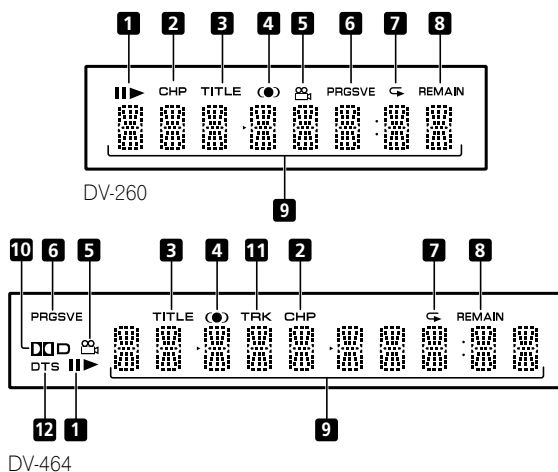 1 2 3 4 5 6 7 8
CHP TITLE PRGSVE REMAIN
9
DV-260
10 6 5 3 4 11 2 7 8
PRGSVE TITLE TRK CHP REMAIN
D
DTS
12 1 9
DV-464